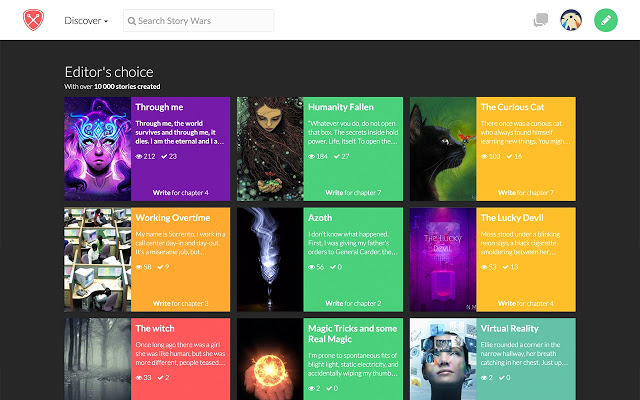 Discover
Search Story Wars
Editor's choice
With over 10 000 stories created
Through me
Through me, the world
survives and through me, it
dies. I am the eternal and I a...
212 23
Write for chapter 4
Humanity Fallen
"Whatever you do, do not open
that box. The secrets inside hold
power. Life, itself. To open the...
184 27
Write for chapter 7
The Curious Cat
There once was a curious cat
who always found himself
learning new things. You migh...
103 16
Write for chapter 7
Working Overtime
My name is Sorrento. I work in a
call center day-in and day-out.
It's a miserable job, but...
58 9
Write for chapter 3
Azoth
I don't know what happened.
First, I was giving my father's
orders to General Carder, the...
56 0
Write for chapter 2
The Lucky Devil
The Lucky
Devil
N.M
Moss stood under a blinking
neon sign, a black cigarette
smoldering between her...
53 13
Write for chapter 4
The witch
Once long ago there was a girl
she was like human, but she was
more different, people teased...
33 2
Magic Tricks and some
Real Magic
I'm prone to spontaneous fits of
blight light, static electricity, and
accidentally wiping my thumb...
2 0
Virtual Reality
Ellie rounded a corner in the
narrow hallway, her breath
catching in her chest. Just up...
2 0